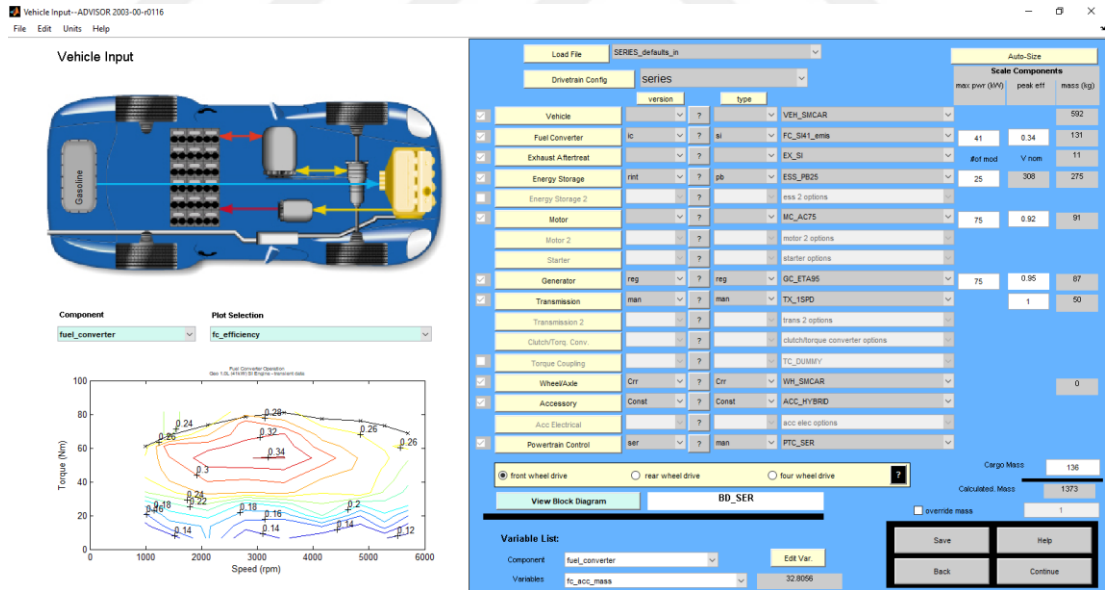 Vehicle Input--ADVISOR 2003-00-r0116
File Edit Units Help
Vehicle Input
Gasoline
Component Plot Selection
fuel_converter fc_efficiency
Fuel Converter Operation
Geo 1.0L (41kW) SI Engine - transient data
Torque (Nm)
100
80
60
40
20
0
0.28
0.24
0.26
0.32
0.26
0.26
0.34
0.3
0.24
0.22
0.18
0.16
0.18
0.16
0.2
0.14
0.14
0.14
0.12
0 1000 2000 3000 4000 5000 6000
Speed (rpm)
Load File SERIES_defaults_in Auto-Size
Drivetrain Config series Scale Components
version type max pwr (kW) peak eff mass (kg)
Vehicle ? VEH_SMCAR 592
Fuel Converter ic ? si FC_SI41_emis 41 0.34 131
Exhaust Aftertreat ? EX_SI #of mod V nom 11
Energy Storage rint ? pb ESS_PB25 25 308 275
Energy Storage 2 ? ess 2 options
Motor ? MC_AC75 75 0.92 91
Motor 2 ? motor 2 options
Starter ? starter options
Generator reg ? reg GC_ETA95 75 0.95 87
Transmission man ? man TX_1SPD 1 50
Transmission 2 ? trans 2 options
Clutch/Torq. Conv. ? clutch/torque converter options
Torque Coupling ? TC_DUMMY
Wheel/Axle Crr ? Crr WH_SMCAR 0
Accessory Const ? Const ACC_HYBRID
Acc Electrical ? acc elec options
Powertrain Control ser ? man PTC_SER
front wheel drive rear wheel drive four wheel drive ?
Cargo Mass 136
View Block Diagram BD_SER
Calculated. Mass 1373
override mass 1
Variable List:
Component fuel_converter Edit Var.
Variables fc_acc_mass 32.8056
Save Help
Back Continue